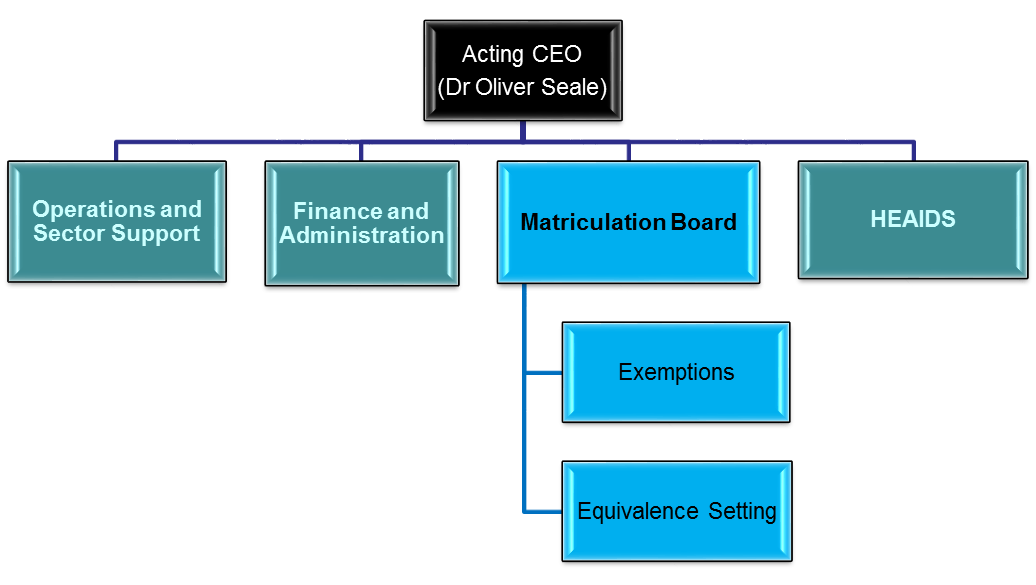 Acting CEO
(Dr Oliver Seale)
Operations and
Sector Support
Finance and
Administration
Matriculation Board
HEAIDS
Exemptions
Equivalence Setting